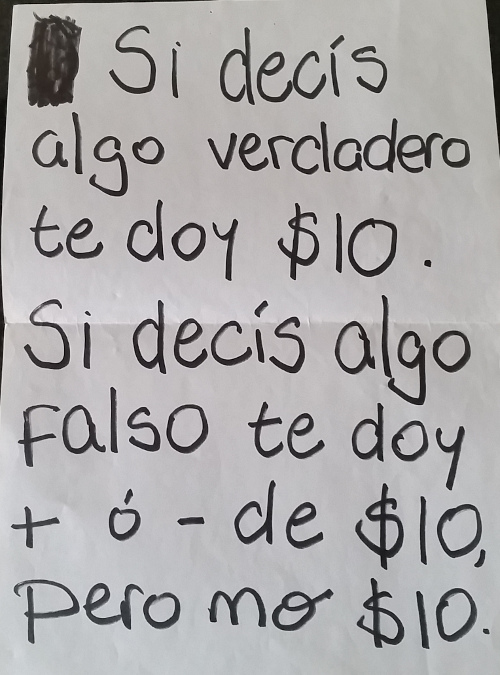 Si decís
algo verdadero
te doy $10.
Si decís algo
Falso te doy
+ ó - de $10,
Pero no $10.